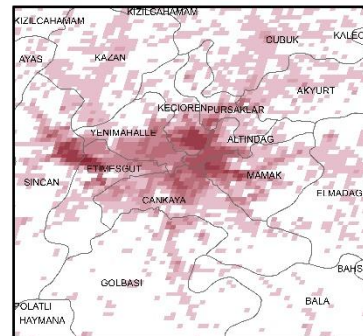 KIZILCAHAMAM
KIZILCAHAMAM
KALEC
CUBUK
AYAS
KAZAN
AKYURT
KECIOREN
PURSAKLAR
YENIMAHALLE
ALTINDAG
ETIMESGUT
MAMAK
SINCAN
ELMADAG
CANKAYA
BAHS
GOLBASI
BALA
POLATLI
HAYMANA